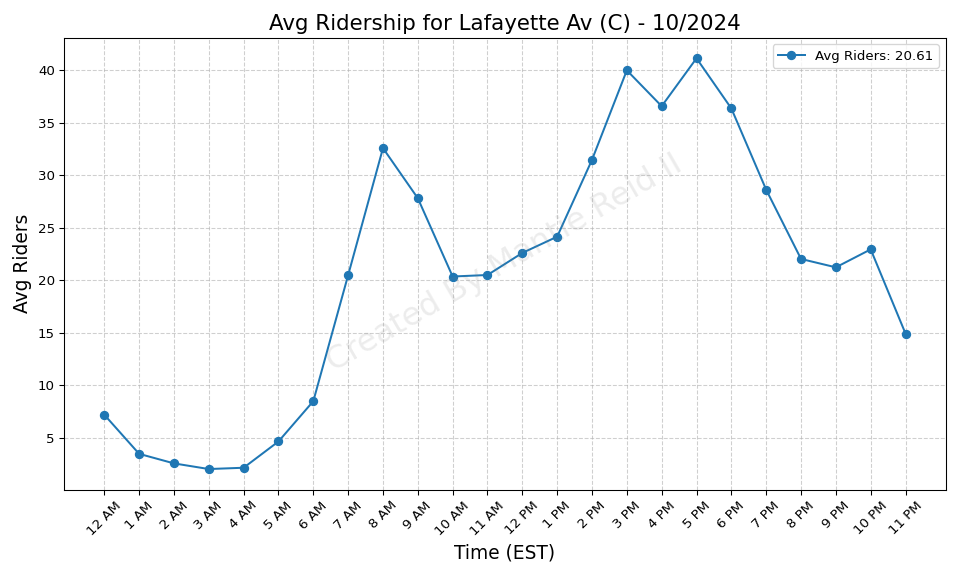 Avg Ridership for Lafayette Av (C) - 10/2024
Avg Riders: 20.61
Avg Riders
40
35
30
25
20
15
10
5
Created By Mantie Reid II
12 AM
1 AM
2 AM
3 AM
4 AM
5 AM
6 AM
7 AM
8 AM
9 AM
10 AM
11 AM
12 PM
1 PM
2 PM
3 PM
4 PM
5 PM
6 PM
7 PM
8 PM
9 PM
10 PM
11 PM
Time (EST)